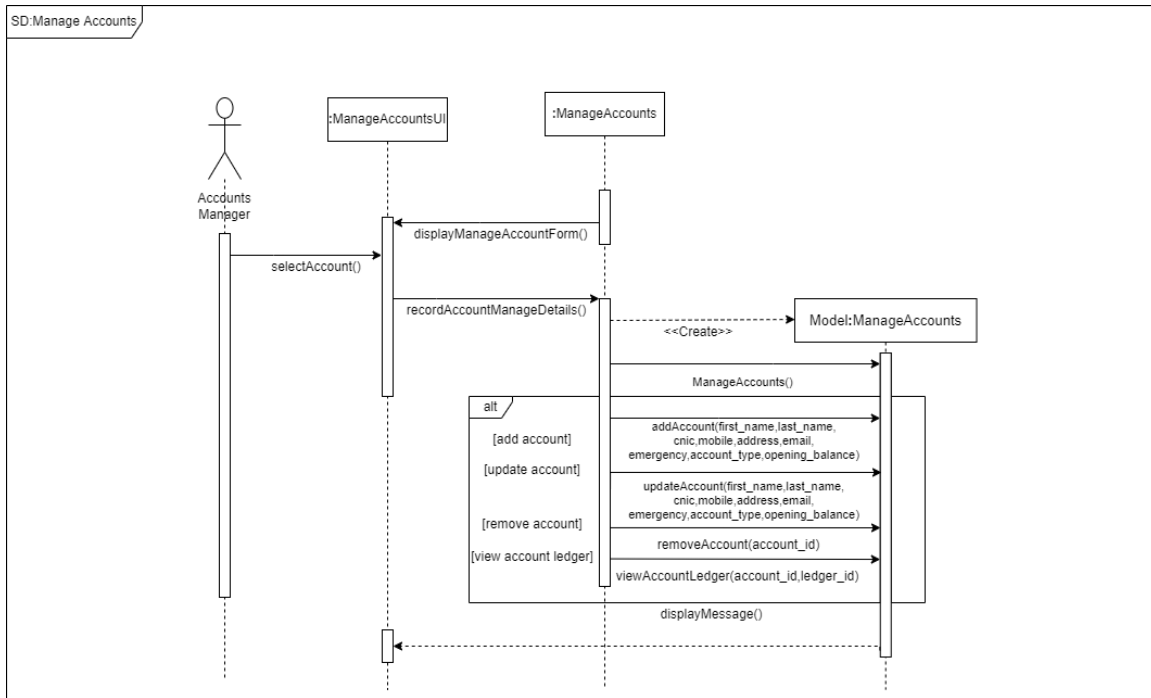 SD:Manage Accounts
:ManageAccountsUI
:ManageAccounts
Accounts
Manager
displayManageAccountForm()
selectAccount()
recordAccountManageDetails()
<<Create>>
Model:ManageAccounts
ManageAccounts()
alt
[add account]
addAccount(first_name,last_name,
cnic,mobile,address,email,
emergency,account_type,opening_balance)
[update account]
updateAccount(first_name,last_name,
cnic,mobile,address,email,
emergency,account_type,opening_balance)
[remove account]
removeAccount(account_id)
[view account ledger]
viewAccountLedger(account_id,ledger_id)
displayMessage()